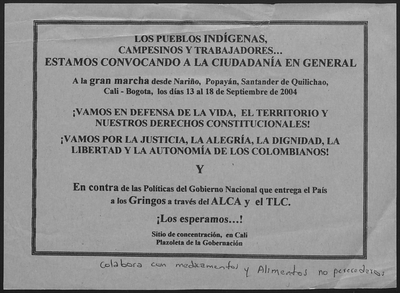 LOS PUEBLOS INDÍGENAS,
CAMPESINOS Y TRABAJADORES...
ESTAMOS CONVOCANDO A LA CIUDADANÍA EN GENERAL
A la gran marcha desde Nariño, Popayán, Santander de Quilichao,
Cali - Bogota, los días 13 al 18 de Septiembre de 2004
¡VAMOS EN DEFENSA DE LA VIDA, EL TERRITORIO Y
NUESTROS DERECHOS CONSTITUCIONALES!
¡VAMOS POR LA JUSTICIA, LA ALEGRÍA, LA DIGNIDAD, LA
LIBERTAD Y LA AUTONOMÍA DE LOS COLOMBIANOS!
Y
En contra de las Políticas del Gobierno Nacional que entrega el País
a los Gringos a través del ALCA y el TLC.
¡Los esperamos...!
Sitio de concentración, en Cali
Plazoleta de la Gobernación
Colabora con medicamentos y Alimentos no perecederos